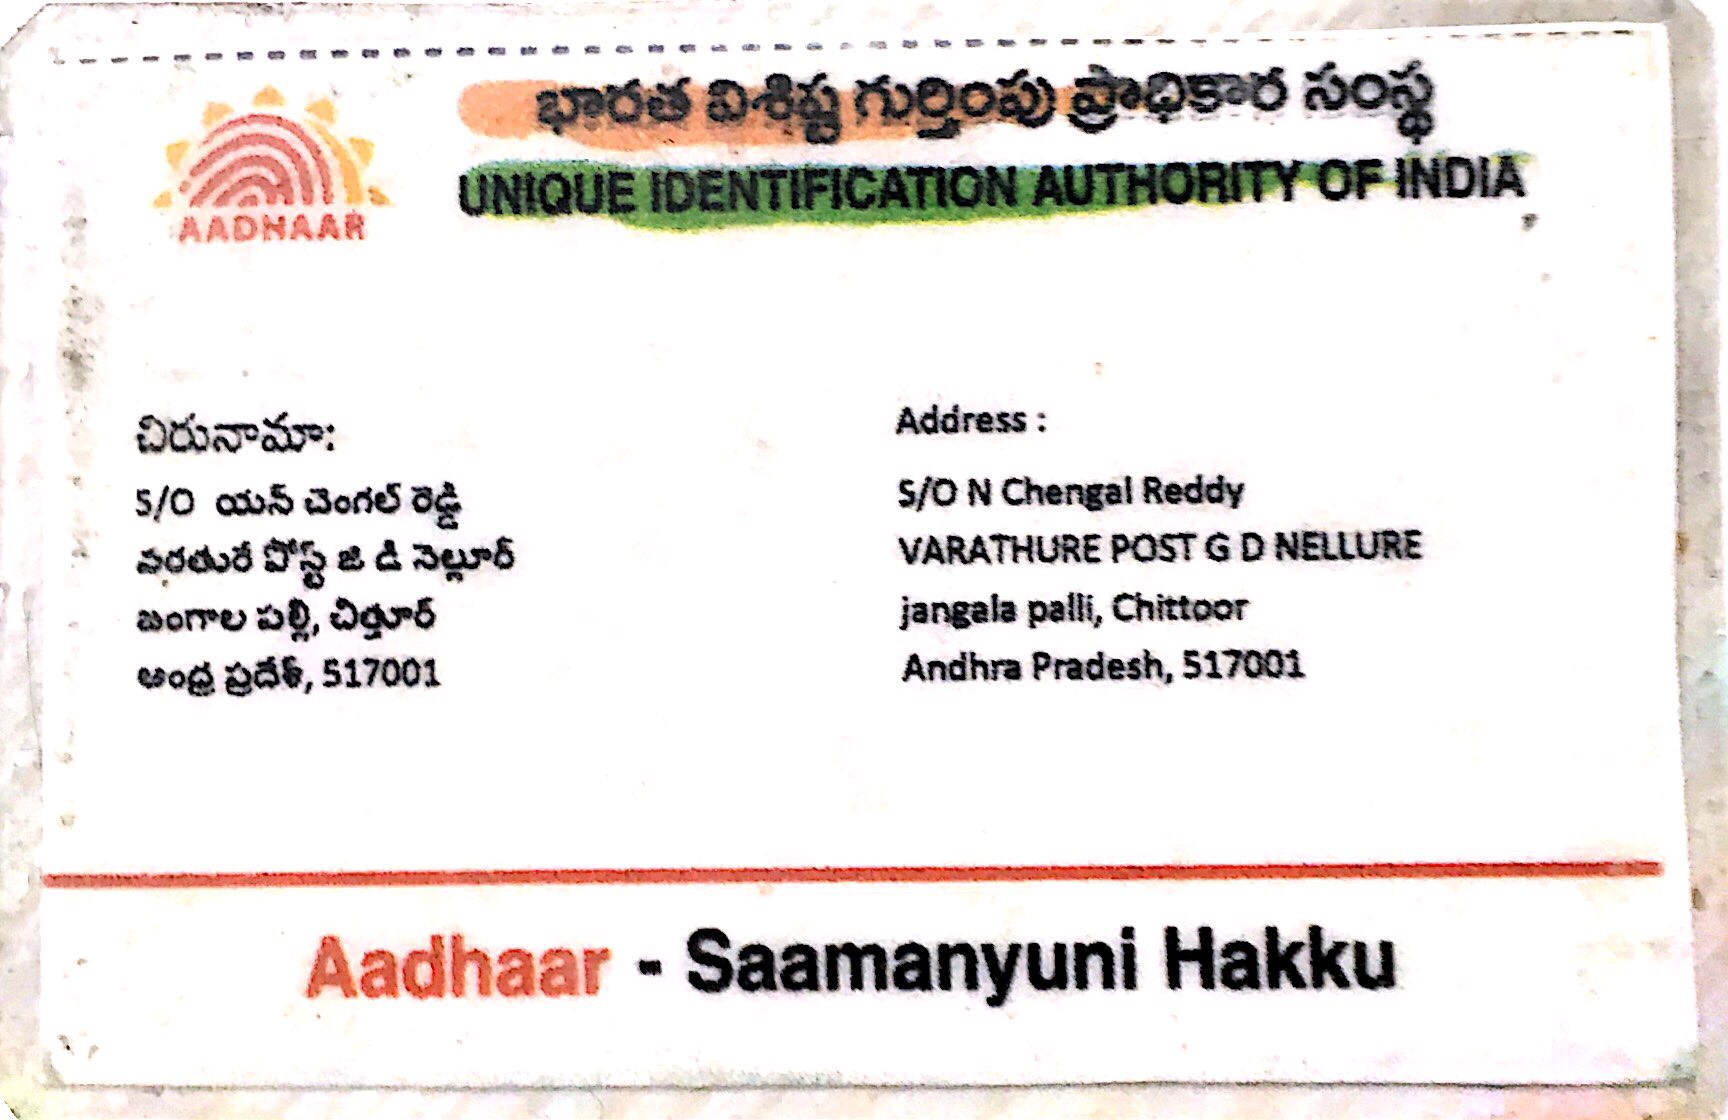 భారత విశిష్ట గుర్తింపు ప్రాధికార సంస్థ
UNIQUE IDENTIFICATION AUTHORITY OF INDIA
AADHAAR
చిరునామా:
S/O యన్ చెంగల్ రెడ్డి
వరతురే పోస్ట్ జి డి నెల్లూర్
జంగాల పల్లి, చిత్తూర్
ఆంధ్ర ప్రదేశ్, 517001
Address :
S/O N Chengal Reddy
VARATHURE POST G D NELLURE
jangala palli, Chittoor
Andhra Pradesh, 517001
Aadhaar - Saamanyuni Hakku